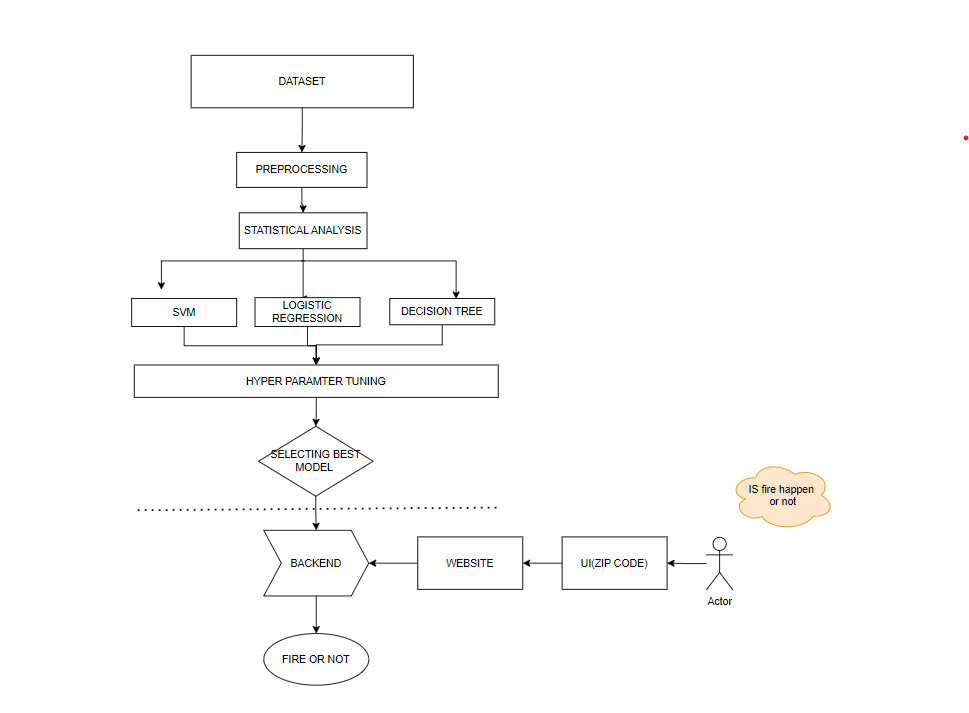 DATASET
PREPROCESSING
STATISTICAL ANALYSIS
SVM
LOGISTIC
REGRESSION
DECISION TREE
HYPER PARAMTER TUNING
SELECTING BEST
MODEL
IS fire happen
or not
BACKEND
WEBSITE
UI(ZIP CODE)
Actor
FIRE OR NOT